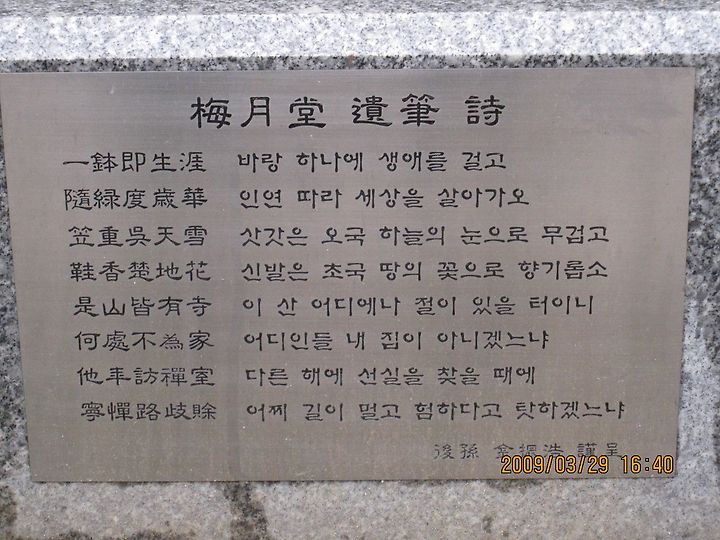 梅月堂 遺筆 詩
一鉢即生涯 바랑 하나에 생애를 걸고
隨緑度歲華 인연 따라 세상을 살아가오
笠重吳天雪 삿갓은 오국 하늘의 눈으로 무겁고
鞋香楚地花 신발은 초국 땅의 꽃으로 향기롭소
是山皆有寺 이 산 어디에나 절이 있을 터이니
何處不為家 어디인들 내 집이 아니겠느냐
他年訪禪室 다른 해에 선실을 찾을 때에
寧憚路歧賒 어찌 길이 멀고 험하다고 탓하겠느냐
後孫 金 浩 謹呈
2009/03/29 16:40